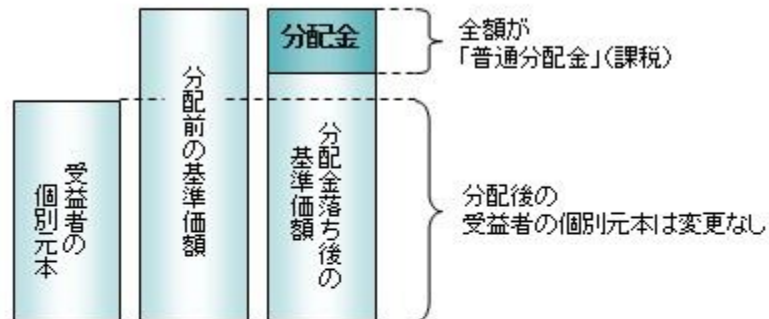 受益者の
個別元本
分配前の基準価額
分配金
分配金落ち後の
基準価額
全額が
「普通分配金」(課税)
分配後の
受益者の個別元本は変更なし